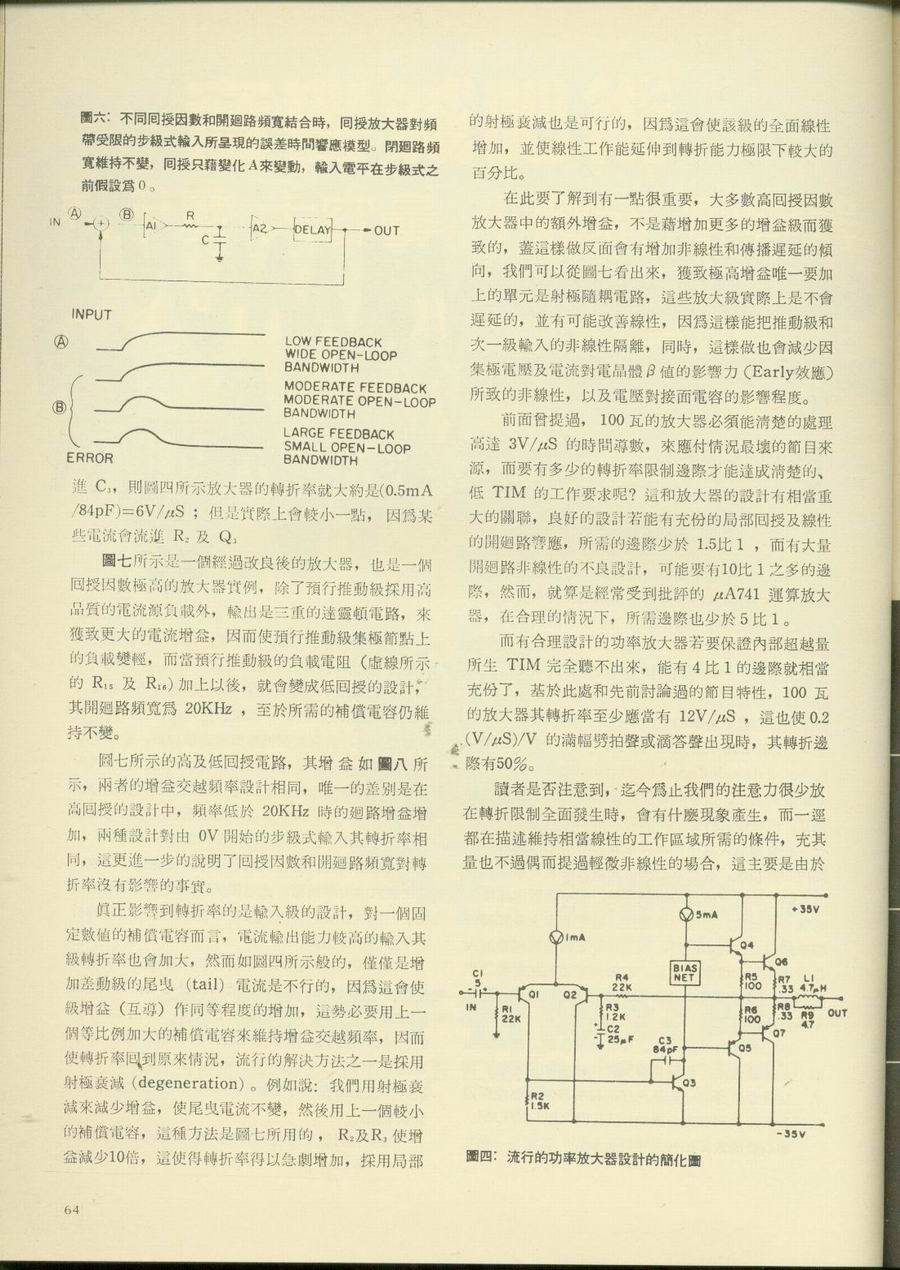 圖六：不同囘授因數和開廻路頻寬結合時，囘授放大器對頻
帶受限的步級式輸入所呈現的誤差時間響應模型。閉廻路頻
寬維持不變，囘授只藉變化A來變動，輸入電平在步級式之
前假設爲0。
IN Ⓐ (+) Ⓑ A1 R C A2 DELAY OUT
INPUT
Ⓐ
LOW FEEDBACK
WIDE OPEN-LOOP
BANDWIDTH
Ⓑ
MODERATE FEEDBACK
MODERATE OPEN-LOOP
BANDWIDTH
LARGE FEEDBACK
SMALL OPEN-LOOP
BANDWIDTH
ERROR
進 C₃，則圖四所示放大器的轉折率就大約是(0.5mA
/84pF)=6V/μS ；但是實際上會較小一點，因爲某
些電流會流進 R₂ 及 Q₃
圖七所示是一個經過改良後的放大器，也是一個
囘授因數極高的放大器實例，除了預行推動級採用高
品質的電流源負載外，輸出是三重的達靈頓電路，來
獲致更大的電流增益，因而使預行推動級集極節點上
的負載變輕，而當預行推動級的負載電阻（虛線所示
的 R₁₅ 及 R₁₆）加上以後，就會變成低囘授的設計，
其開廻路頻寬爲 20KHz ，至於所需的補償電容仍維
持不變。
圖七所示的高及低囘授電路，其增益如圖八所
示，兩者的增益交越頻率設計相同，唯一的差別是在
高囘授的設計中，頻率低於 20KHz 時的廻路增益增
加，兩種設計對由 0V 開始的步級式輸入其轉折率相
同，這更進一步的說明了囘授因數和開廻路頻寬對轉
折率沒有影響的事實。
眞正影響到轉折率的是輸入級的設計，對一個固
定數值的補償電容而言，電流輸出能力較高的輸入其
級轉折率也會加大，然而如圖四所示般的，僅僅是增
加差動級的尾曳（tail）電流是不行的，因爲這會使
級增益（互導）作同等程度的增加，這勢必要用上一
個等比例加大的補償電容來維持增益交越頻率，因而
使轉折率囘到原來情況，流行的解決方法之一是採用
射極衰減（degeneration）。例如說：我們用射極衰
減來減少增益，使尾曳電流不變，然後用上一個較小
的補償電容，這種方法是圖七所用的， R₂及R₃使增
益減少10倍，這使得轉折率得以急劇增加，採用局部
64
的射極衰減也是可行的，因爲這會使該級的全面線性
增加，並使線性工作能延伸到轉折能力極限下較大的
百分比。
在此要了解到有一點很重要，大多數高囘授因數
放大器中的額外增益，不是藉增加更多的增益級而獲
致的，蓋這樣做反面會有增加非線性和傳播遲延的傾
向，我們可以從圖七看出來，獲致極高增益唯一要加
上的單元是射極隨耦電路，這些放大級實際上是不會
遲延的，並有可能改善線性，因爲這樣能把推動級和
次一級輸入的非線性隔離，同時，這樣做也會減少因
集極電壓及電流對電晶體β值的影響力（Early效應）
所致的非線性，以及電壓對接面電容的影響程度。
前面曾提過， 100 瓦的放大器必須能清楚的處理
高達 3V/μS 的時間導數，來應付情況最壞的節目來
源，而要有多少的轉折率限制邊際才能達成清楚的、
低 TIM 的工作要求呢？這和放大器的設計有相當重
大的關聯，良好的設計若能有充份的局部囘授及線性
的開廻路響應，所需的邊際少於 1.5比1 ，而有大量
開廻路非線性的不良設計，可能要有10比1之多的邊
際，然而，就算是經常受到批評的 μA741 運算放大
器，在合理的情況下，所需邊際也少於5比1。
而有合理設計的功率放大器若要保證內部超越量
所生 TIM 完全聽不出來，能有4比1的邊際就相當
充份了，基於此處和先前討論過的節目特性，100 瓦
的放大器其轉折率至少應當有 12V/μS ，這也使 0.2
(V/μS)/V 的滿幅劈拍聲或滴答聲出現時，其轉折邊
際有50%。
讀者是否注意到，迄今爲止我們的注意力很少放
在轉折限制全面發生時，會有什麼現象產生，而一逕
都在描述維持相當線性的工作區域所需的條件，充其
量也不過偶而提過輕微非線性的場合，這主要是由於
+35V
1mA
5mA
Q4
Q6
BIAS
NET
R5
100
R7
.33
L1
4.7μH
C1
5
IN
R1
22K
Q1
Q2
R4
22K
R3
1.2K
C2
25μF
C3
84pF
R6
100
R8
.33
R9
4.7
OUT
Q7
Q5
Q3
R2
1.5K
-35V
圖四：流行的功率放大器設計的簡化圖